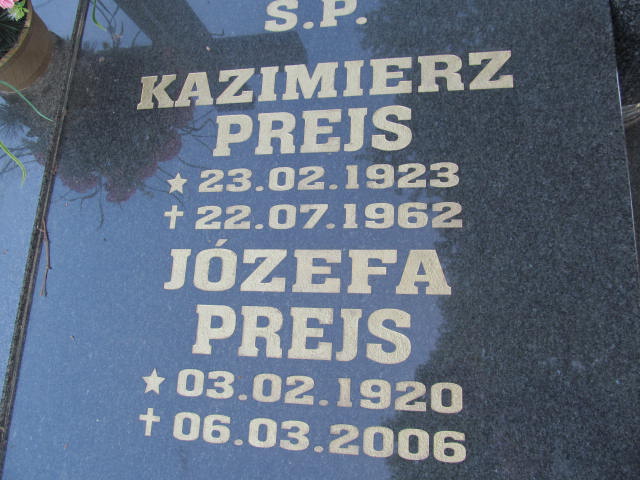 Ś.P.
KAZIMIERZ
PREJS
★ 23.02.1923
✝ 22.07.1962
JÓZEFA
PREJS
★ 03.02.1920
✝ 06.03.2006